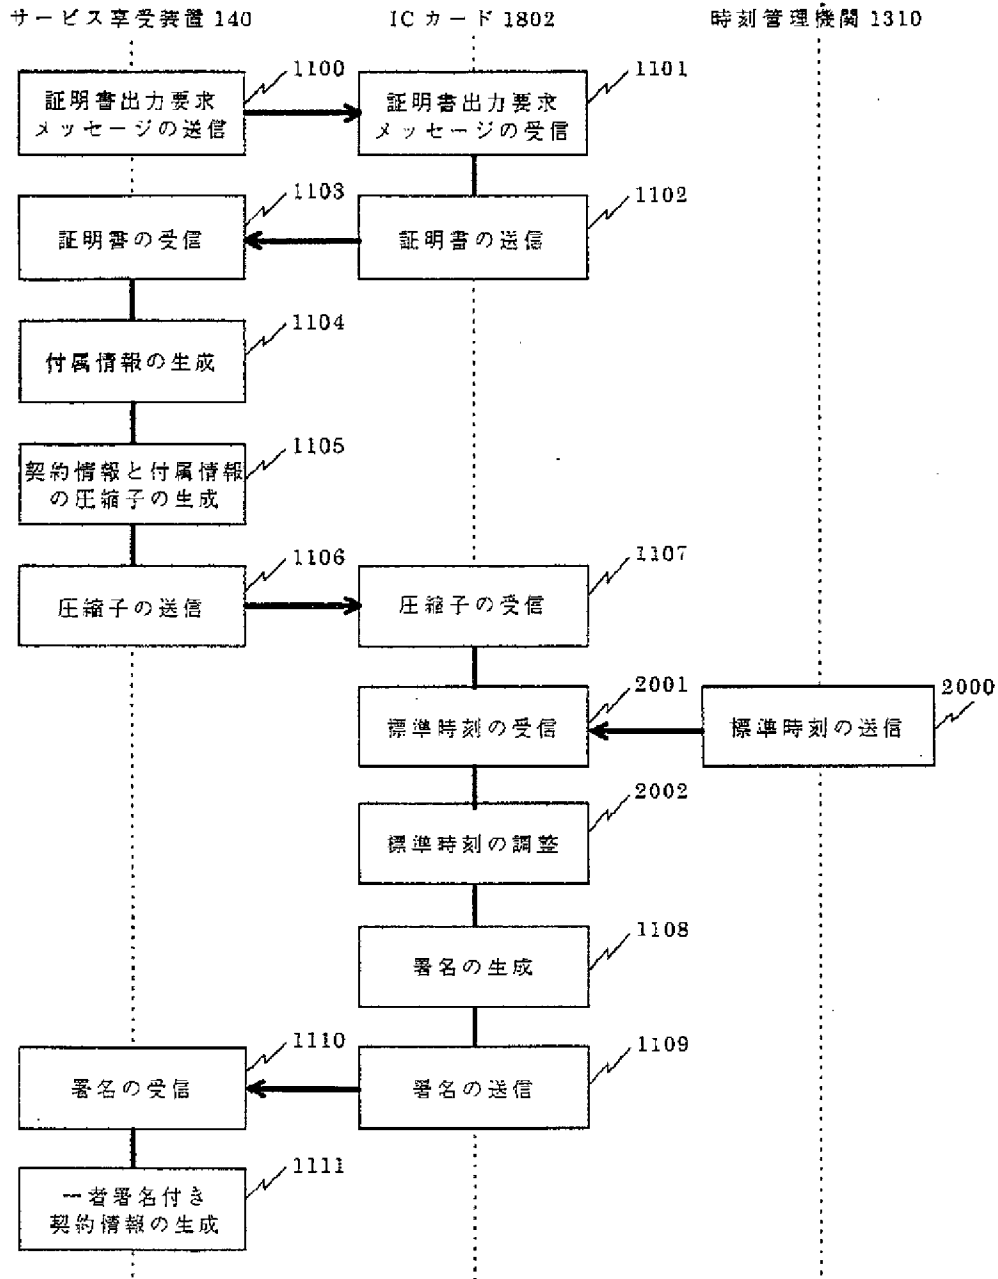 サービス享受装置 140
ICカード 1802
時刻管理機関 1310
1100
証明書出力要求
メッセージの送信
1101
証明書出力要求
メッセージの受信
1103
証明書の受信
1102
証明書の送信
1104
付属情報の生成
1105
契約情報と付属情報
の圧縮子の生成
1106
圧縮子の送信
1107
圧縮子の受信
2001
標準時刻の受信
2000
標準時刻の送信
2002
標準時刻の調整
1108
署名の生成
1110
署名の受信
1109
署名の送信
1111
一者署名付き
契約情報の生成